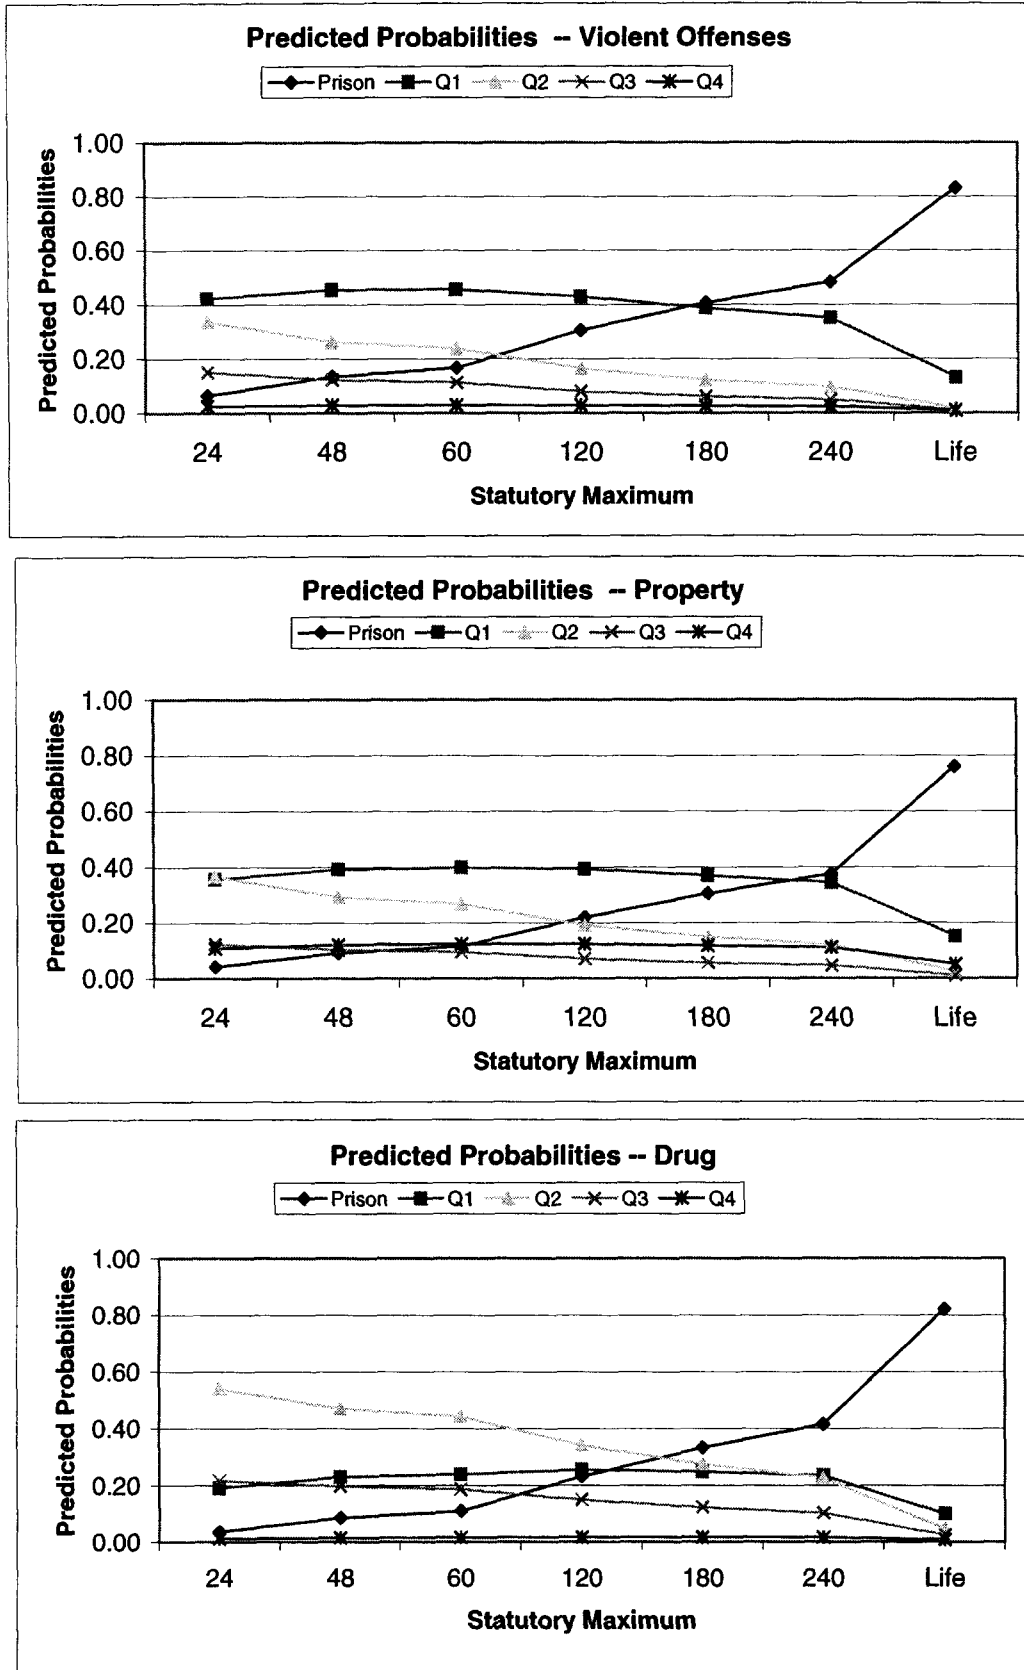 Predicted Probabilities -- Violent Offenses
Prison Q1 Q2 Q3 Q4
Predicted Probabilities
1.00
0.80
0.60
0.40
0.20
0.00
24 48 60 120 180 240 Life
Statutory Maximum
Predicted Probabilities -- Property
Prison Q1 Q2 Q3 Q4
Predicted Probabilities
1.00
0.80
0.60
0.40
0.20
0.00
24 48 60 120 180 240 Life
Statutory Maximum
Predicted Probabilities -- Drug
Prison Q1 Q2 Q3 Q4
Predicted Probabilities
1.00
0.80
0.60
0.40
0.20
0.00
24 48 60 120 180 240 Life
Statutory Maximum